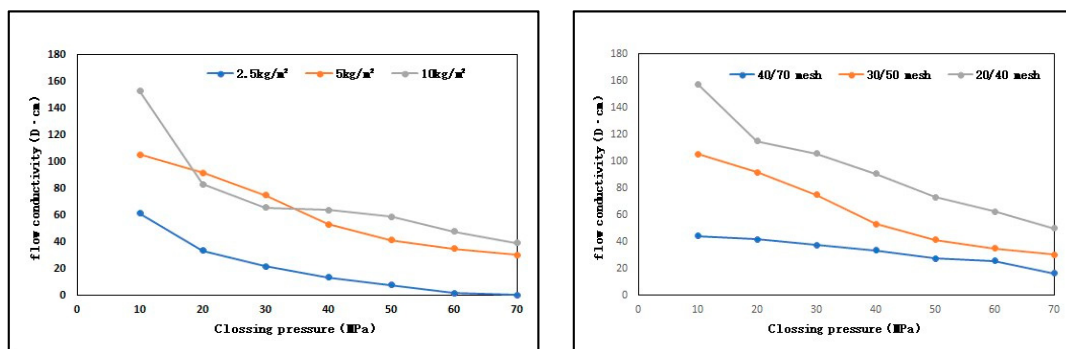 180
160
140
120
100
80
60
40
20
0
flow conductivity (D·cm)
2.5kg/m² 5kg/m² 10kg/m²
0 10 20 30 40 50 60 70
Clossing pressure (MPa)
180
160
140
120
100
80
60
40
20
0
flow conductivity (D·cm)
40/70 mesh 30/50 mesh 20/40 mesh
0 10 20 30 40 50 60 70
Clossing pressure (MPa)